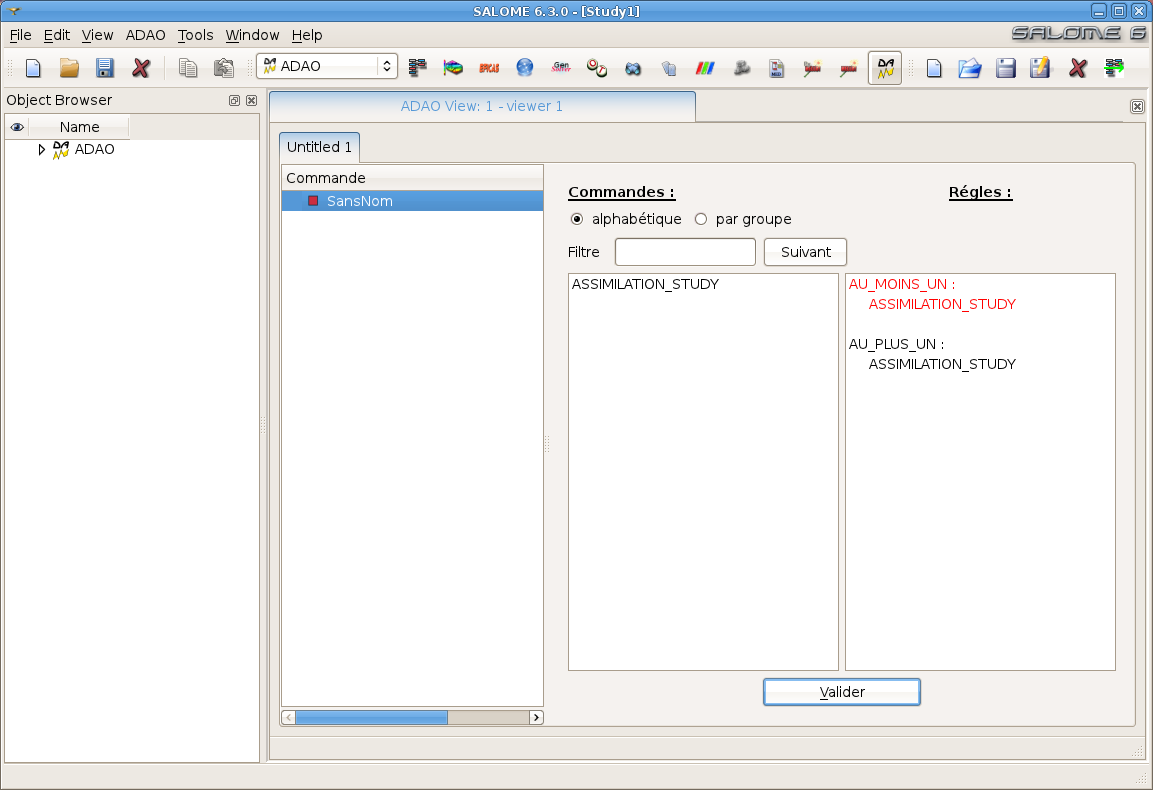 SALOME 6.3.0 - [Study1]
File Edit View ADAO Tools Window Help
SALOME 6
ADAO
EPICAS
Object Browser
Name
ADAO
ADAO View: 1 - viewer 1
Untitled 1
Commande
SansNom
Commandes :
Régles :
alphabétique
par groupe
Filtre
Suivant
ASSIMILATION_STUDY
AU_MOINS_UN :
ASSIMILATION_STUDY
AU_PLUS_UN :
ASSIMILATION_STUDY
Valider